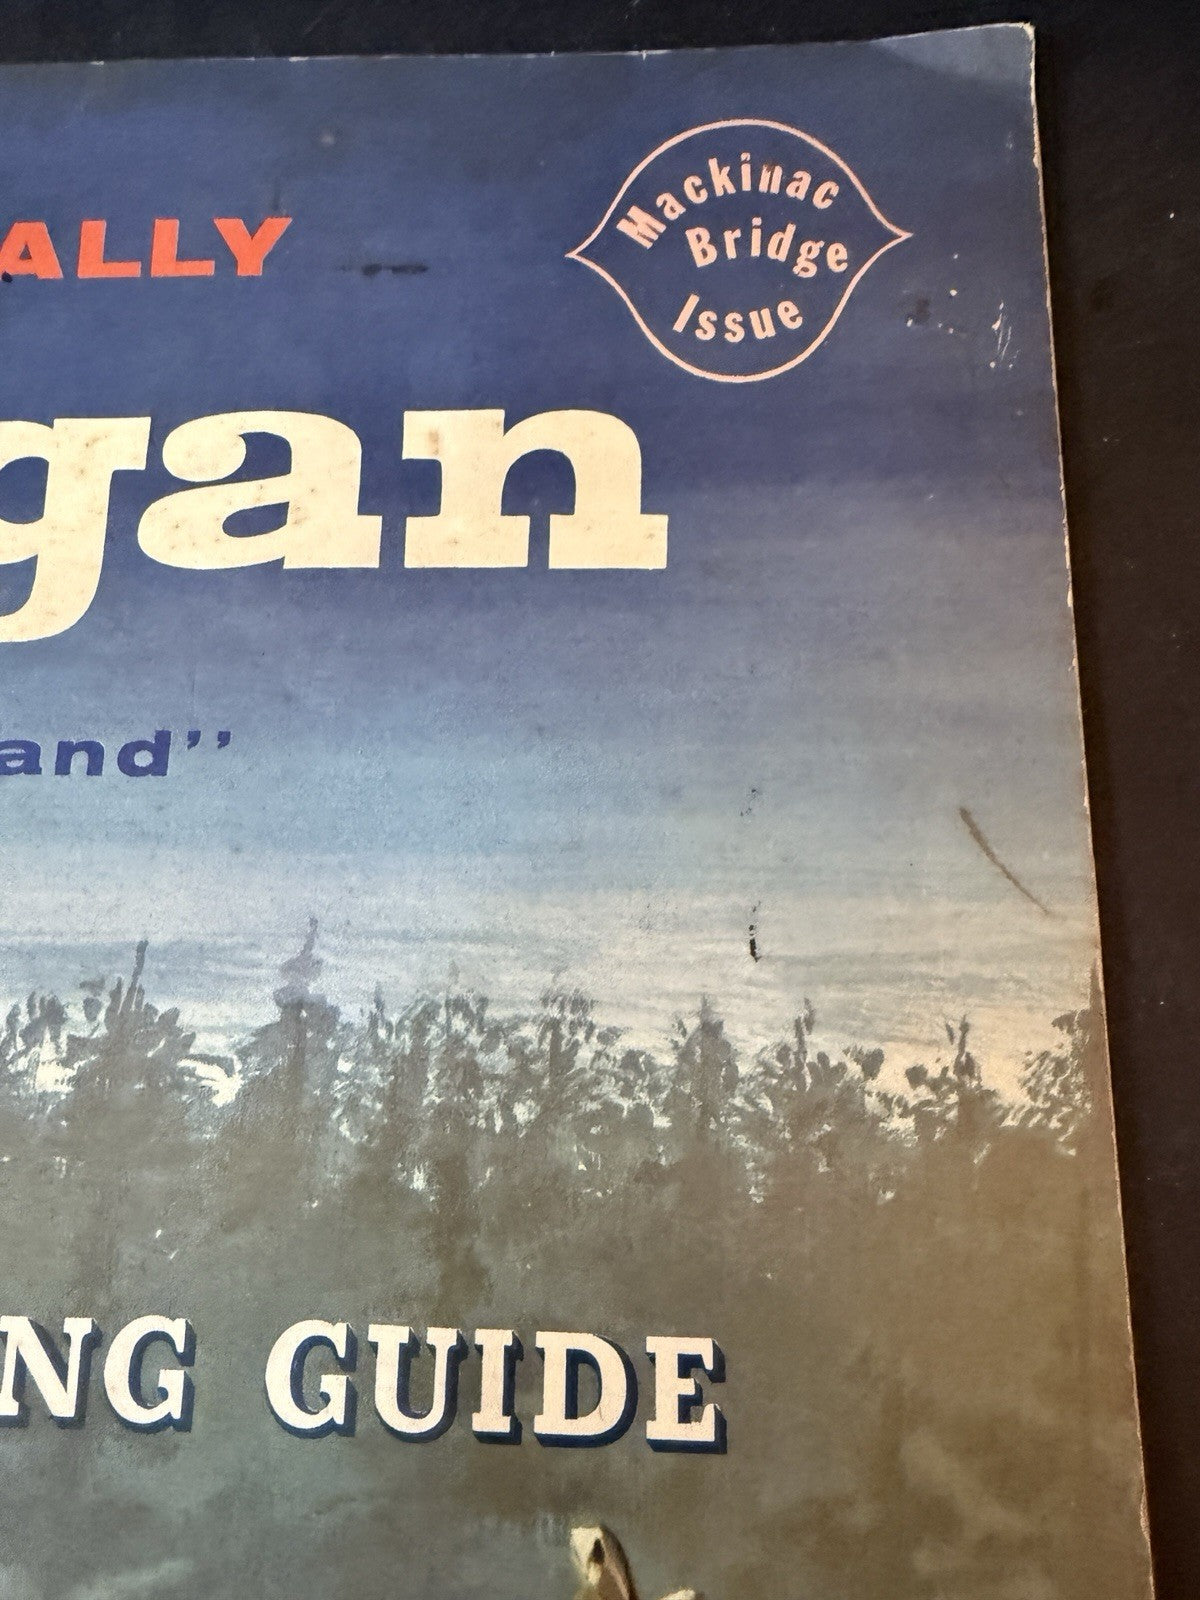 Mackinac
Bridge
Issue
ALLY
gan
and”
NG GUIDE